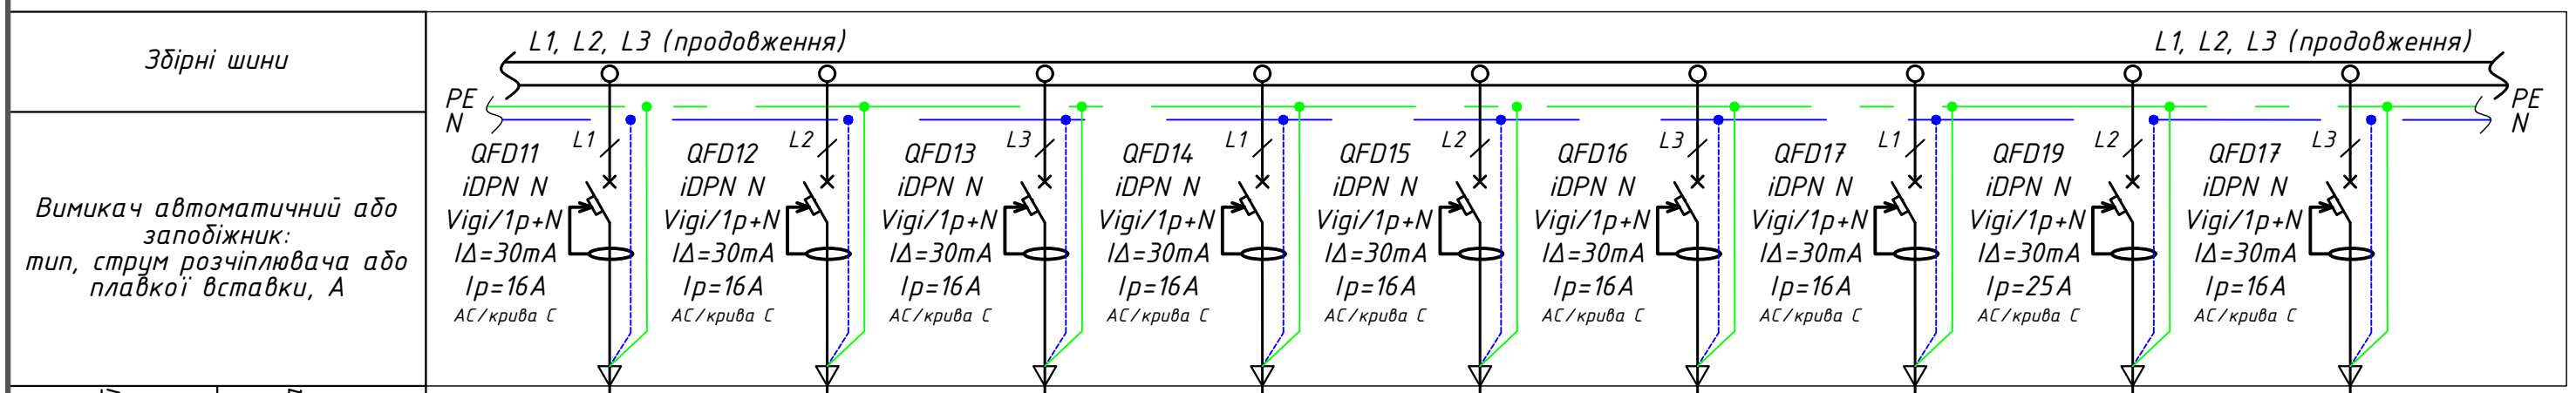 Збірні шини
L1, L2, L3 (продовження)
L1, L2, L3 (продовження)
PE
N
PE
N
Вимикач автоматичний або
заподіжник:
тип, струм розчіплювача або
плавкої вставки, А
L1
QFD11
iDPN N
Vigi/1p+N
IΔ=30mA
Ip=16A
AC/крива C
L2
QFD12
iDPN N
Vigi/1p+N
IΔ=30mA
Ip=16A
AC/крива C
L3
QFD13
iDPN N
Vigi/1p+N
IΔ=30mA
Ip=16A
AC/крива C
L1
QFD14
iDPN N
Vigi/1p+N
IΔ=30mA
Ip=16A
AC/крива C
L2
QFD15
iDPN N
Vigi/1p+N
IΔ=30mA
Ip=16A
AC/крива C
L3
QFD16
iDPN N
Vigi/1p+N
IΔ=30mA
Ip=16A
AC/крива C
L1
QFD17
iDPN N
Vigi/1p+N
IΔ=30mA
Ip=16A
AC/крива C
L2
QFD19
iDPN N
Vigi/1p+N
IΔ=30mA
Ip=25A
AC/крива C
L3
QFD17
iDPN N
Vigi/1p+N
IΔ=30mA
Ip=16A
AC/крива C